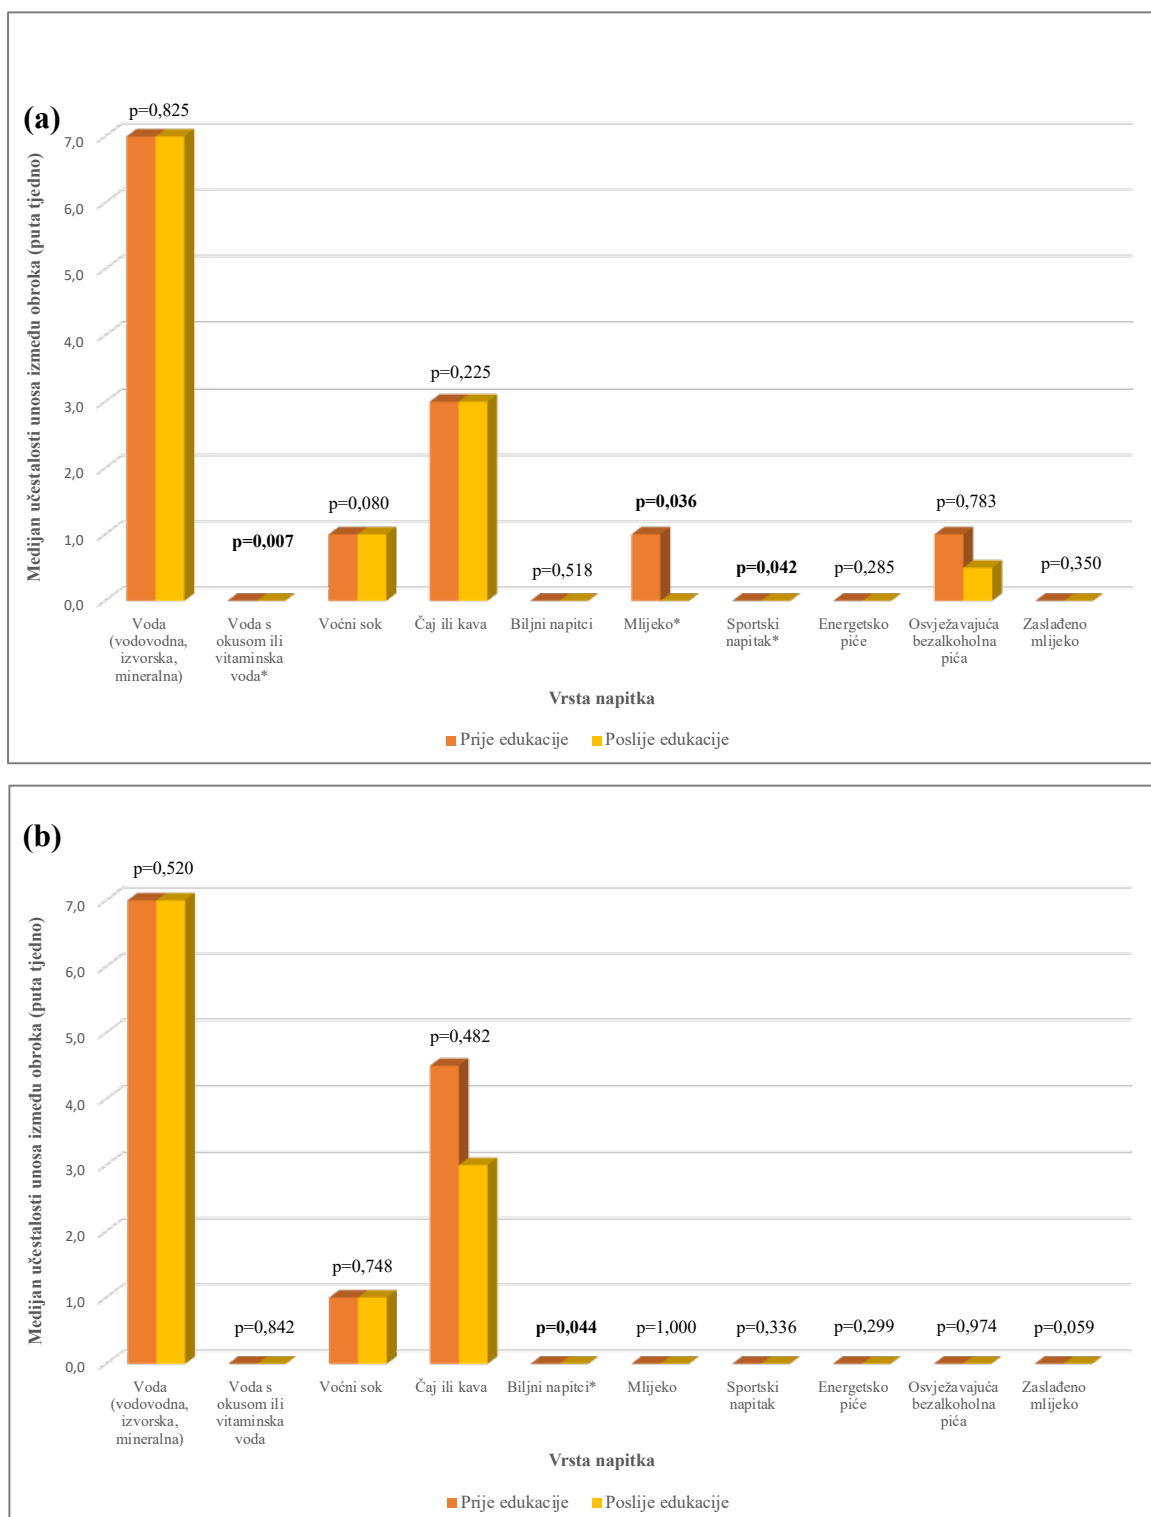 (a)
Medijan učestalosti unosa između obroka (puta tjedno)
7,0
6,0
5,0
4,0
3,0
2,0
1,0
0,0
p=0,825
p=0,007
p=0,080
p=0,225
p=0,518
p=0,036
p=0,042
p=0,285
p=0,783
p=0,350
Voda
(vodovodna,
izvorska,
mineralna)
Voda s
okusom ili
vitaminska
voda*
Voćni sok
Čaj ili kava
Biljni napitci
Mlijeko*
Sportski
napitak*
Energetsko
piće
Osvježavajuća
bezalkoholna
pića
Zaslađeno
mlijeko
Vrsta napitka
Prije edukacije
Poslije edukacije
(b)
Medijan učestalosti unosa između obroka (puta tjedno)
7,0
6,0
5,0
4,0
3,0
2,0
1,0
0,0
p=0,520
p=0,842
p=0,748
p=0,482
p=0,044
p=1,000
p=0,336
p=0,299
p=0,974
p=0,059
Voda
(vodovodna,
izvorska,
mineralna)
Voda s
okusom ili
vitaminska
voda
Voćni sok
Čaj ili kava
Biljni napitci*
Mlijeko
Sportski
napitak
Energetsko
piće
Osvježavajuća
bezalkoholna
pića
Zaslađeno
mlijeko
Vrsta napitka
Prije edukacije
Poslije edukacije